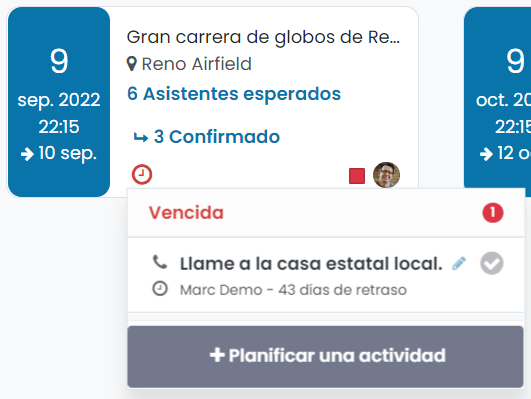 9
sep. 2022
22:15
10 sep.
Gran carrera de globos de Re...
Reno Airfield
6 Asistentes esperados
3 Confirmado
Vencida
1
Llame a la casa estatal local.
Marc Demo - 43 días de retraso
Planificar una actividad
9
oct. 20
22:15
12 o